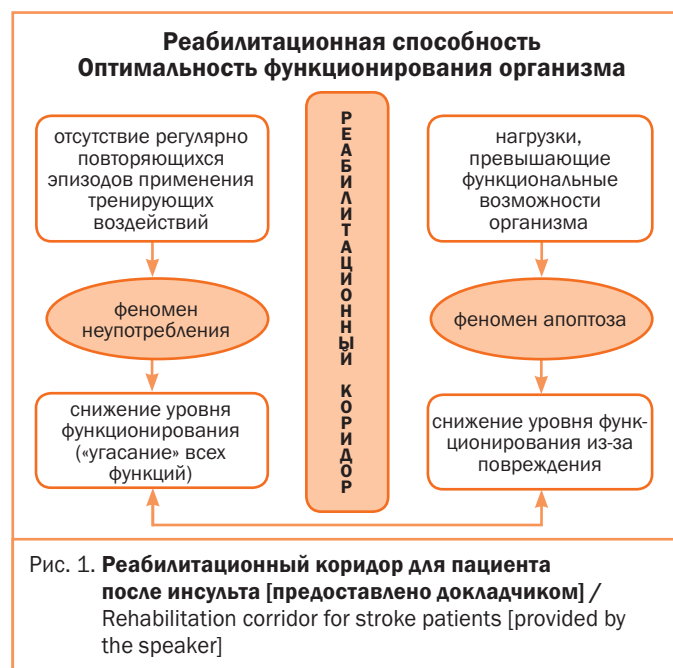 Реабилитационная способность
Оптимальность функционирования организма
отсутствие регулярно
повторяющихся
эпизодов применения
тренирующих
воздействий
феномен
неупотребления
снижение уровня
функционирования
(«угасание» всех
функций)
РЕАБИЛИТАЦИОННЫЙ КОРИДОР
нагрузки,
превышающие
функциональные
возможности
организма
феномен апоптоза
снижение уровня функ-
ционирования из-за
повреждения
Рис. 1. Реабилитационный коридор для пациента
после инсульта [предоставлено докладчиком] /
Rehabilitation corridor for stroke patients [provided by
the speaker]